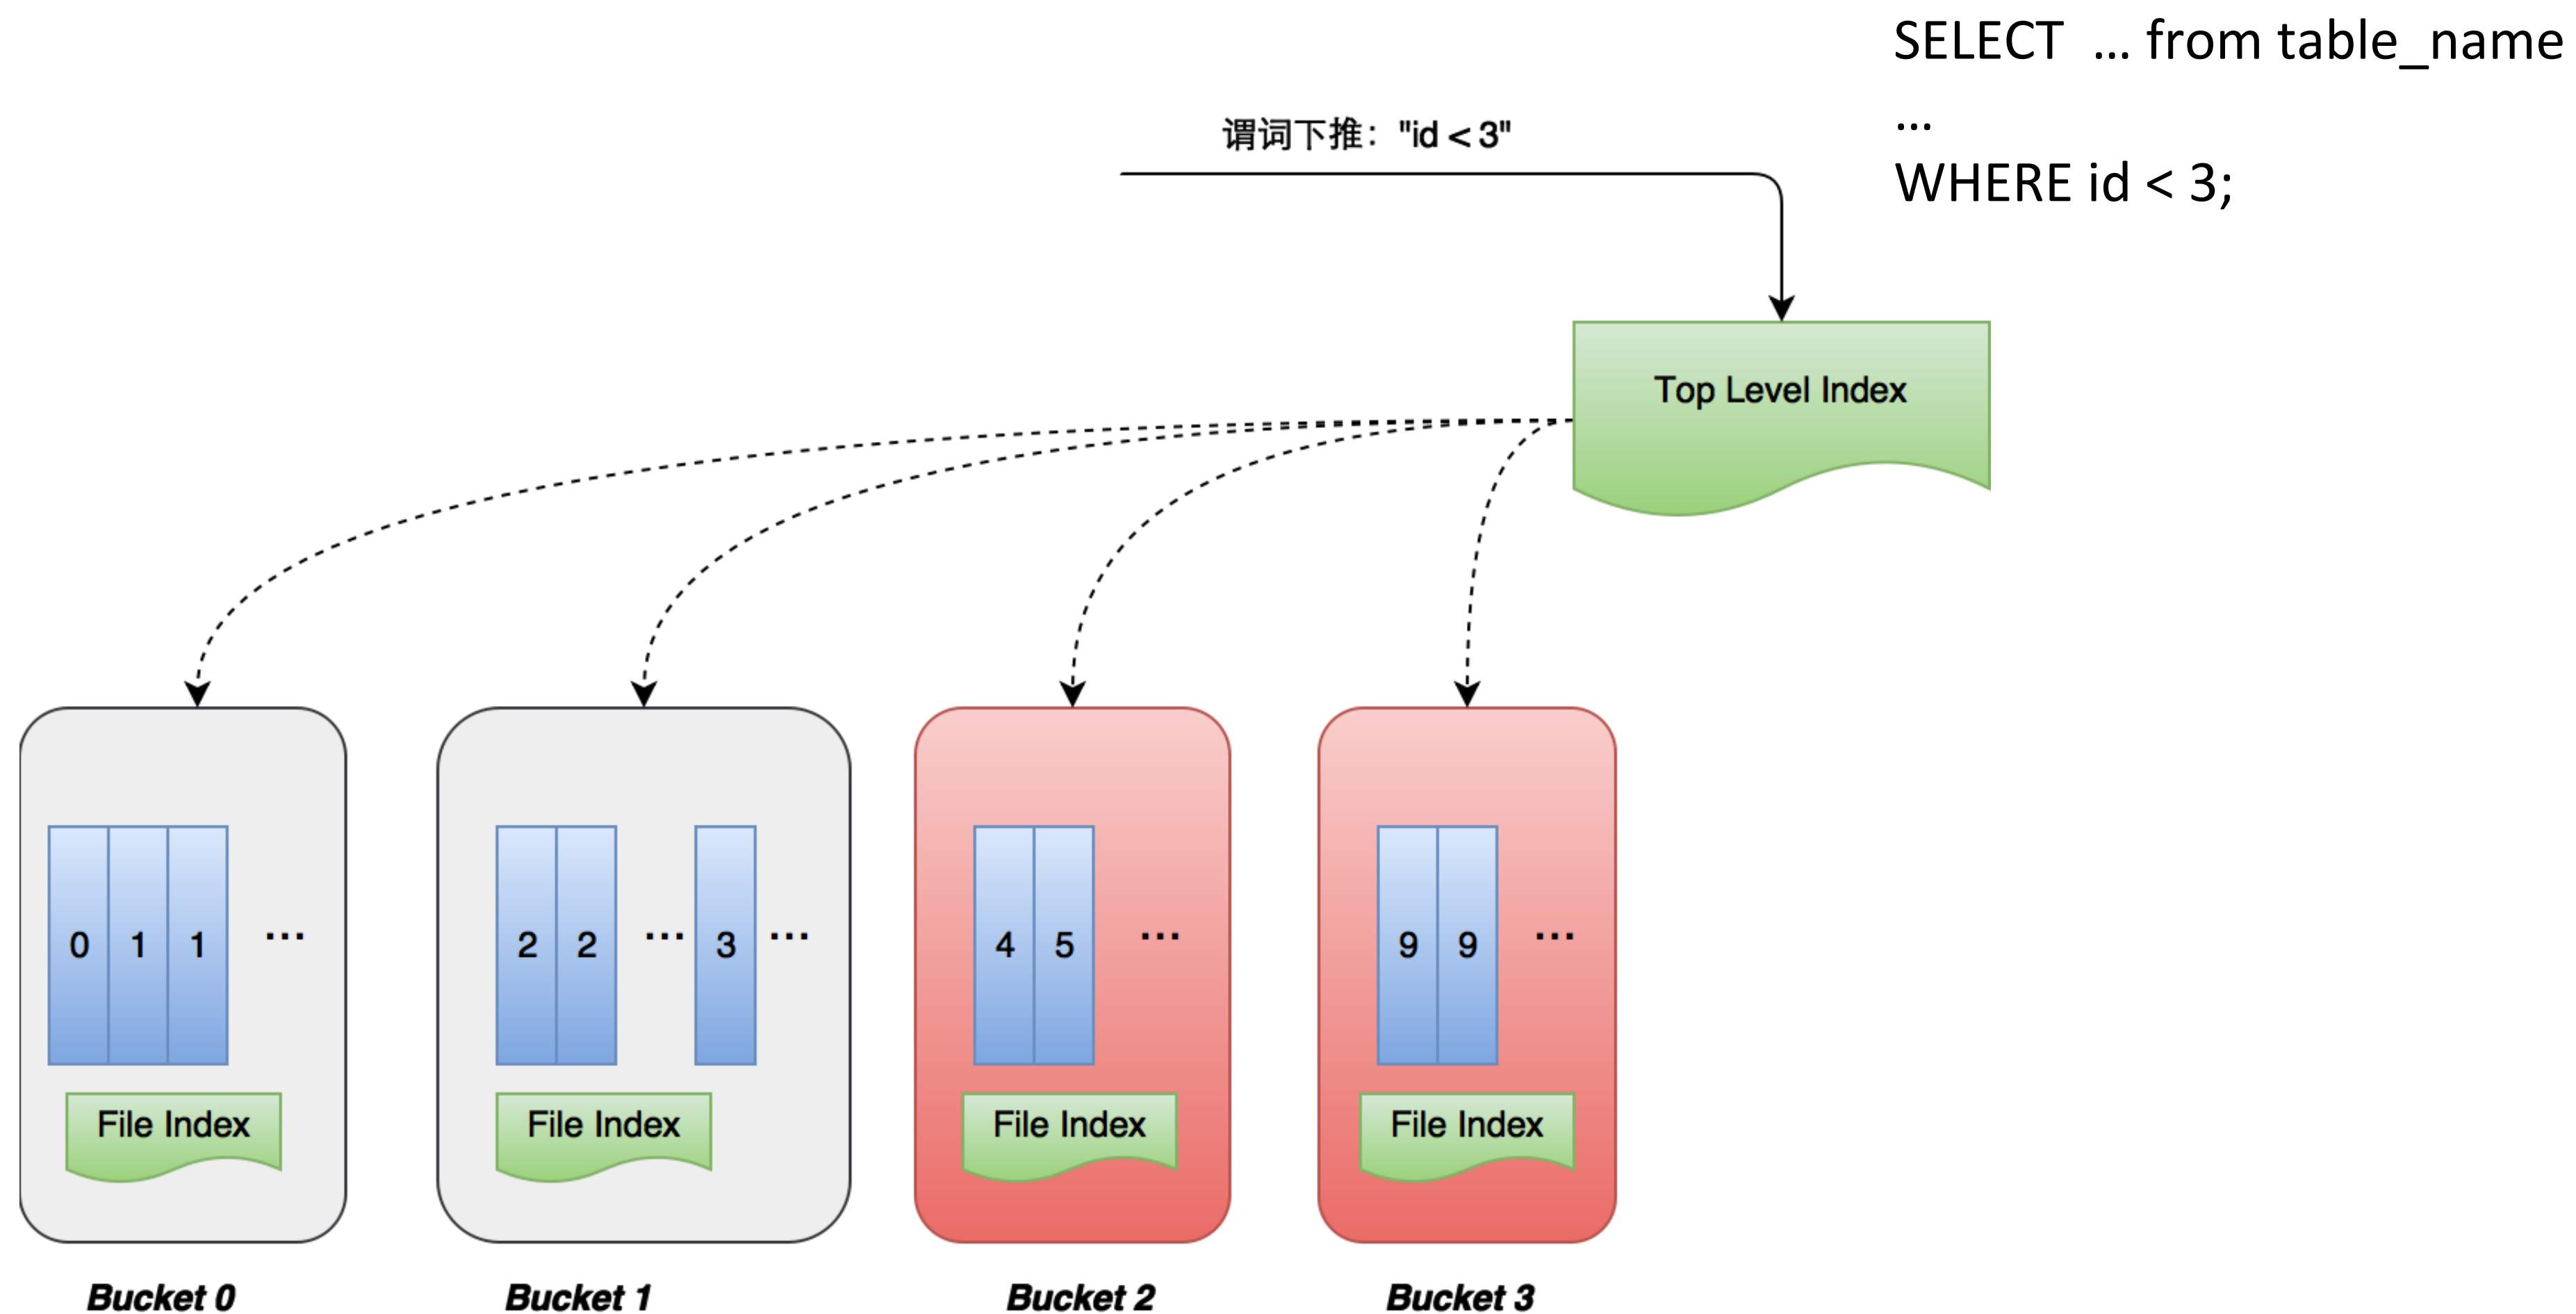 SELECT … from table_name
…
WHERE id < 3;
谓词下推："id < 3"
Top Level Index
0 1 1 ...
2 2 ... 3 ...
4 5 ...
9 9 ...
File Index
File Index
File Index
File Index
Bucket 0
Bucket 1
Bucket 2
Bucket 3